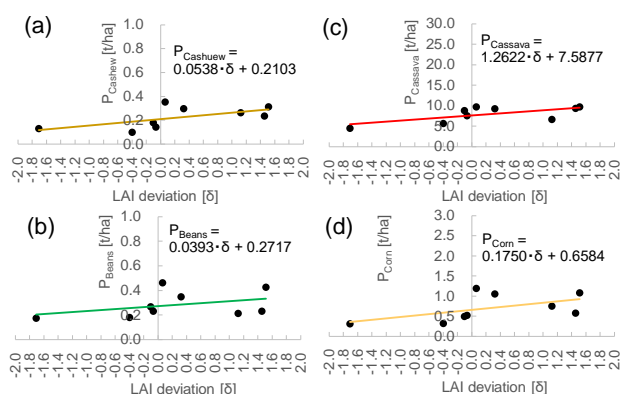 (a)
P_Cashew [t/ha]
1.0
0.8
0.6
0.4
0.2
0.0
P_Cashuew =
0.0538·δ + 0.2103
-2.0 -1.8 -1.6 -1.4 -1.2 -1.0 -0.8 -0.6 -0.4 -0.2 0.0 0.2 0.4 0.6 0.8 1.0 1.2 1.4 1.6 1.8 2.0
LAI deviation [δ]
(c)
P_Cassava [t/ha]
30.0
25.0
20.0
15.0
10.0
5.0
0.0
P_Cassava =
1.2622·δ + 7.5877
-2.0 -1.8 -1.6 -1.4 -1.2 -1.0 -0.8 -0.6 -0.4 -0.2 0.0 0.2 0.4 0.6 0.8 1.0 1.2 1.4 1.6 1.8 2.0
LAI deviation [δ]
(b)
P_Beans [t/ha]
1.0
0.8
0.6
0.4
0.2
0.0
P_Beans =
0.0393·δ + 0.2717
-2.0 -1.8 -1.6 -1.4 -1.2 -1.0 -0.8 -0.6 -0.4 -0.2 0.0 0.2 0.4 0.6 0.8 1.0 1.2 1.4 1.6 1.8 2.0
LAI deviation [δ]
(d)
P_Corn [t/ha]
3.0
2.5
2.0
1.5
1.0
0.5
0.0
P_Corn =
0.1750·δ + 0.6584
-2.0 -1.8 -1.6 -1.4 -1.2 -1.0 -0.8 -0.6 -0.4 -0.2 0.0 0.2 0.4 0.6 0.8 1.0 1.2 1.4 1.6 1.8 2.0
LAI deviation [δ]